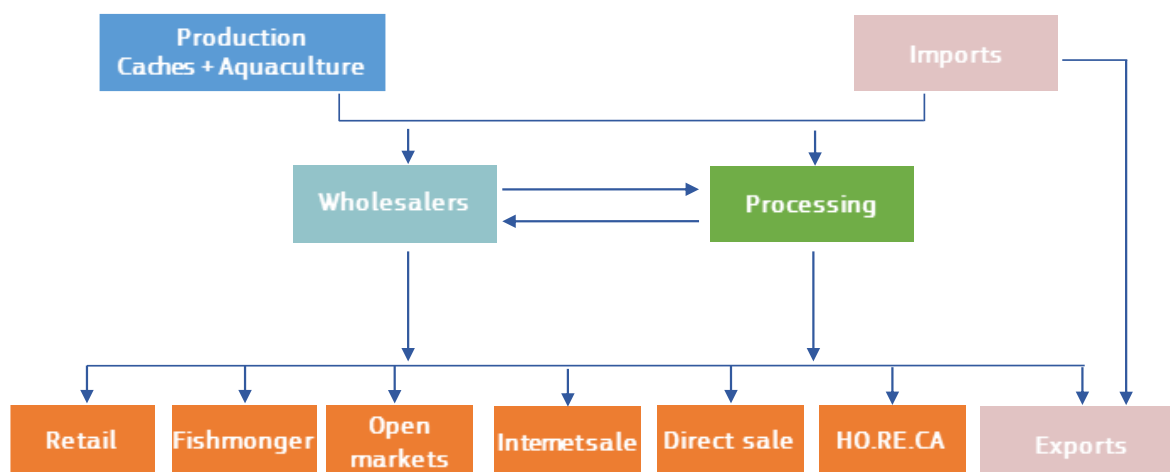 Production
Caches + Aquaculture
Imports
Wholesalers
Processing
Retail
Fishmonger
Open
markets
Internetsale
Direct sale
HO.RE.CA
Exports